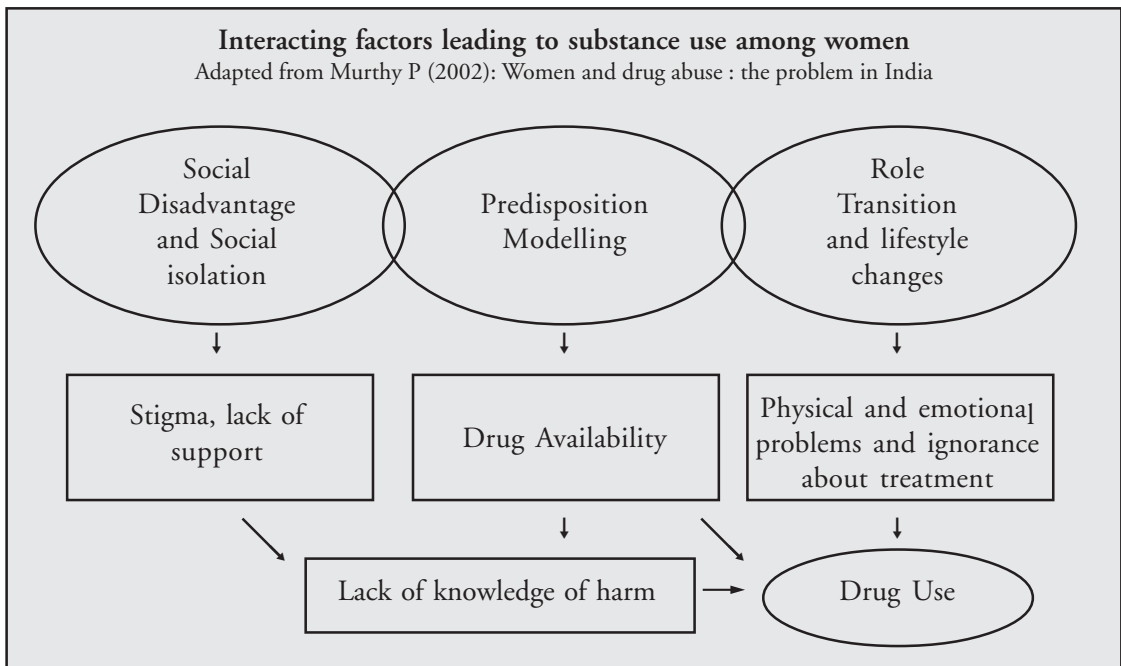 Interacting factors leading to substance use among women
Adapted from Murthy P (2002): Women and drug abuse : the problem in India
Social
Disadvantage
and Social
isolation
Predisposition
Modelling
Role
Transition
and lifestyle
changes
Stigma, lack of
support
Drug Availability
Physical and emotional
problems and ignorance
about treatment
Lack of knowledge of harm
Drug Use